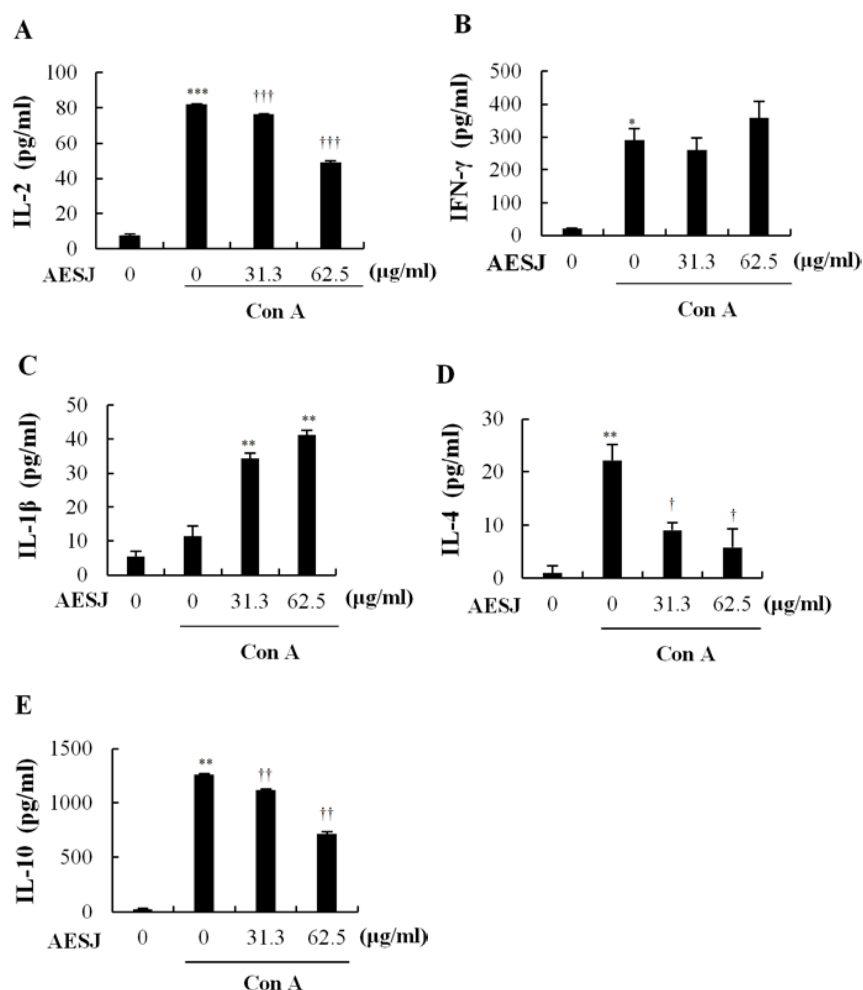 A
100
80
60
40
20
0
IL-2 (pg/ml)
***
†††
†††
AESJ 0 0 31.3 62.5 (µg/ml)
Con A
B
500
400
300
200
100
0
IFN-γ (pg/ml)
*
AESJ 0 0 31.3 62.5 (µg/ml)
Con A
C
50
40
30
20
10
0
IL-1β (pg/ml)
**
**
AESJ 0 0 31.3 62.5 (µg/ml)
Con A
D
30
20
10
0
IL-4 (pg/ml)
**
†
†
AESJ 0 0 31.3 62.5 (µg/ml)
Con A
E
1500
1000
500
0
IL-10 (pg/ml)
**
††
††
AESJ 0 0 31.3 62.5 (µg/ml)
Con A